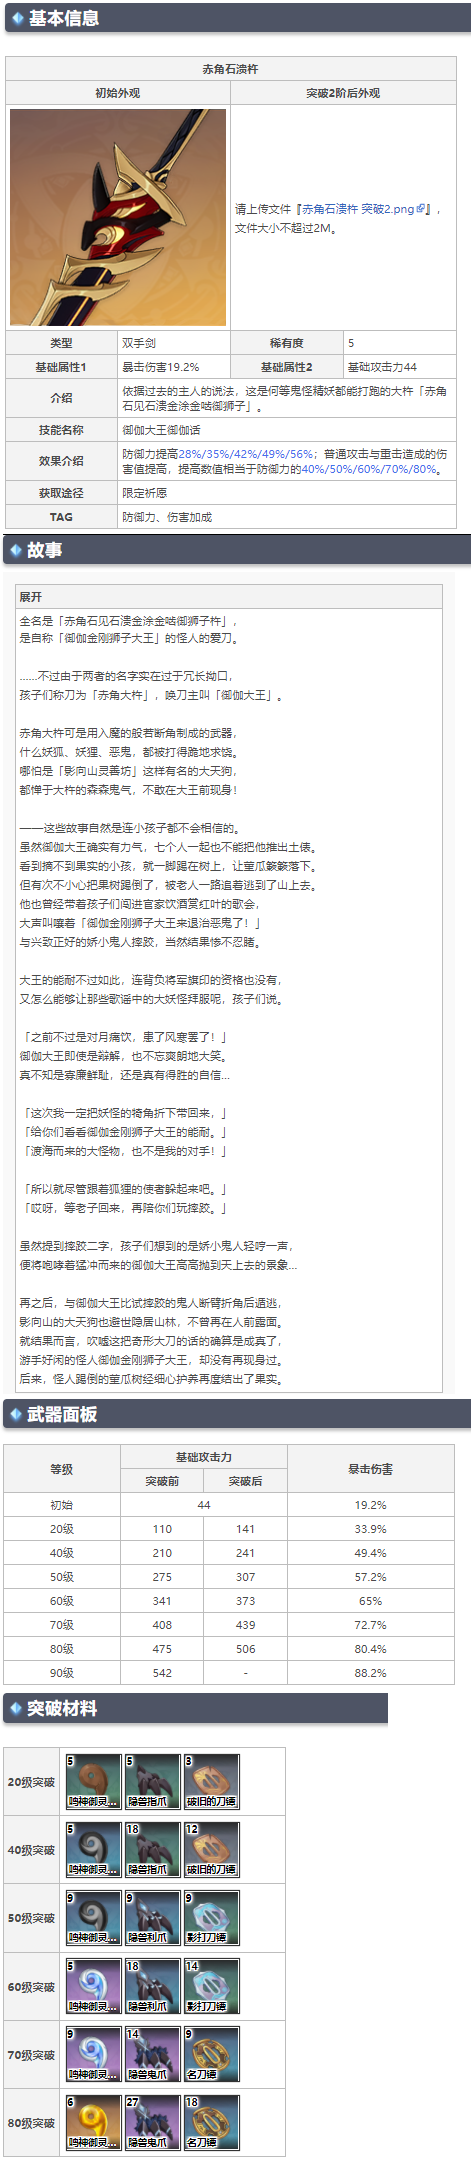 基本信息
赤角石溃杵
初始外观 突破2阶后外观
请上传文件『赤角石溃杵 突破2.png』，
文件大小不超过2M。
类型 双手剑 稀有度 5
基础属性1 暴击伤害19.2% 基础属性2 基础攻击力44
介绍 依据过去的主人的说法，这是何等鬼怪精妖都能打跑的大杵「赤角
石见石溃金涂金啮御狮子」。
技能名称 御伽大王御伽话
效果介绍 防御力提高28%/35%/42%/49%/56%；普通攻击与重击造成的伤
害值提高，提高数值相当于防御力的40%/50%/60%/70%/80%。
获取途径 限定祈愿
TAG 防御力、伤害加成
故事
展开
全名是「赤角石见石溃金涂金啮御狮子杵」，
是自称「御伽金刚狮子大王」的怪人的爱刀。
……不过由于两者的名字实在过于冗长拗口，
孩子们称刀为「赤角大杵」，唤刀主叫「御伽大王」。
赤角大杵可是用入魔的般若断角制成的武器，
什么妖狐、妖狸、恶鬼，都被打得跪地求饶。
哪怕是「影向山灵善坊」这样有名的大天狗，
都惮于大杵的森森鬼气，不敢在大王前现身！
——这些故事自然是连小孩子都不会相信的。
虽然御伽大王确实有力气，七个人一起也不能把他推出土俵。
看到摘不到果实的小孩，就一脚踢在树上，让堇瓜簌簌落下。
但有次不小心把果树踢倒了，被老人一路追着逃到了山上去。
他也曾经带着孩子们闯进官家饮酒赏红叶的歌会，
大声叫嚷着「御伽金刚狮子大王来退治恶鬼了！」
与兴致正好的娇小鬼人摔跤，当然结果惨不忍睹。
大王的能耐不过如此，连背负将军旗印的资格也没有，
又怎么能够让那些歌谣中的大妖怪拜服呢，孩子们说。
「之前不过是对月痛饮，患了风寒罢了！」
御伽大王即使是辩解，也不忘爽朗地大笑。
真不知是寡廉鲜耻，还是真有得胜的自信…
「这次我一定把妖怪的犄角折下带回来，」
「给你们看看御伽金刚狮子大王的能耐。」
「渡海而来的大怪物，也不是我的对手！」
「所以就尽管跟着狐狸的使者躲起来吧。」
「哎呀，等老子回来，再陪你们玩摔跤。」
虽然提到摔跤二字，孩子们想到的是娇小鬼人轻哼一声，
便将咆哮着猛冲而来的御伽大王高高抛到天上去的景象…
再之后，与御伽大王比试摔跤的鬼人断臂折角后遁逃，
影向山的大天狗也避世隐居山林，不曾再在人前露面。
就结果而言，吹嘘这把奇形大刀的话的确算是成真了，
游手好闲的怪人御伽金刚狮子大王，却没有再现身过。
后来，怪人踢倒的堇瓜树经细心护养再度结出了果实。
武器面板
等级 基础攻击力 暴击伤害
突破前 突破后
初始 44 19.2%
20级 110 141 33.9%
40级 210 241 49.4%
50级 275 307 57.2%
60级 341 373 65%
70级 408 439 72.7%
80级 475 506 80.4%
90级 542 - 88.2%
突破材料
20级突破 5 鸣神御灵... 5 隐兽指爪 3 破旧的刀镡
40级突破 5 鸣神御灵... 18 隐兽指爪 12 破旧的刀镡
50级突破 9 鸣神御灵... 9 隐兽利爪 9 影打刀镡
60级突破 5 鸣神御灵... 18 隐兽利爪 14 影打刀镡
70级突破 9 鸣神御灵... 14 隐兽鬼爪 9 名刀镡
80级突破 6 鸣神御灵... 27 隐兽鬼爪 18 名刀镡